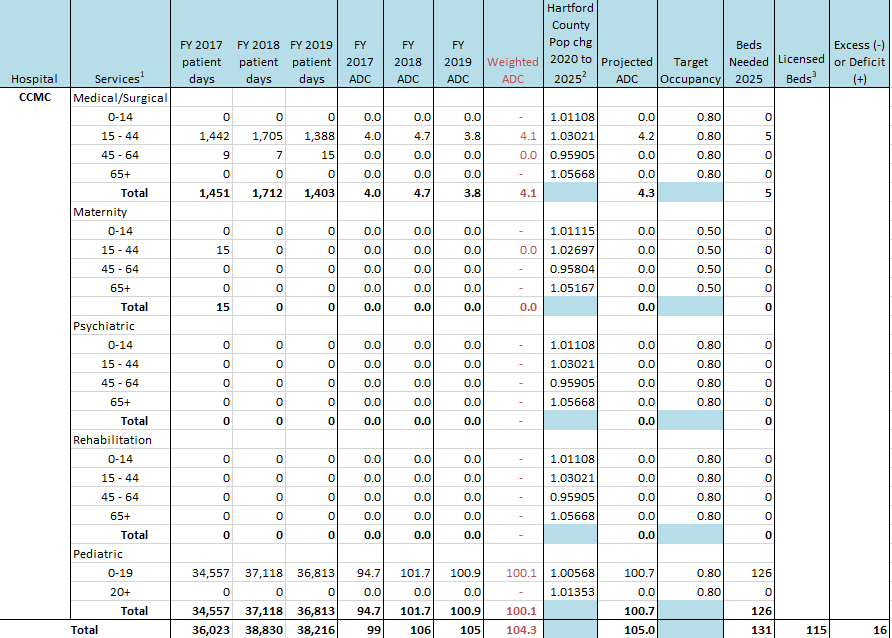 Hospital Services1 FY 2017 patient days FY 2018 patient days FY 2019 patient days FY 2017 ADC FY 2018 ADC FY 2019 ADC Weighted ADC Hartford County Pop chg 2020 to 20252 Projected ADC Target Occupancy Beds Needed 2025 Licensed Beds3 Excess (-) or Deficit (+)
CCMC Medical/Surgical
0-14 0 0 0 0.0 0.0 0.0 - 1.01108 0.0 0.80 0
15 - 44 1,442 1,705 1,388 4.0 4.7 3.8 4.1 1.03021 4.2 0.80 5
45 - 64 9 7 15 0.0 0.0 0.0 0.0 0.95905 0.0 0.80 0
65+ 0 0 0 0.0 0.0 0.0 - 1.05668 0.0 0.80 0
Total 1,451 1,712 1,403 4.0 4.7 3.8 4.1 4.3 5
Maternity
0-14 0 0 0 0.0 0.0 0.0 - 1.01115 0.0 0.50 0
15 - 44 15 0 0 0.0 0.0 0.0 0.0 1.02697 0.0 0.50 0
45 - 64 0 0 0 0.0 0.0 0.0 - 0.95804 0.0 0.50 0
65+ 0 0 0 0.0 0.0 0.0 - 1.05167 0.0 0.50 0
Total 15 0 0 0.0 0.0 0.0 0.0 0.0 0
Psychiatric
0-14 0 0 0 0.0 0.0 0.0 - 1.01108 0.0 0.80 0
15 - 44 0 0 0 0.0 0.0 0.0 - 1.03021 0.0 0.80 0
45 - 64 0 0 0 0.0 0.0 0.0 - 0.95905 0.0 0.80 0
65+ 0 0 0 0.0 0.0 0.0 - 1.05668 0.0 0.80 0
Total 0 0 0 0.0 0.0 0.0 - 0.0 0
Rehabilitation
0-14 0 0 0 0.0 0.0 0.0 - 1.01108 0.0 0.80 0
15 - 44 0 0 0 0.0 0.0 0.0 - 1.03021 0.0 0.80 0
45 - 64 0 0 0 0.0 0.0 0.0 - 0.95905 0.0 0.80 0
65+ 0 0 0 0.0 0.0 0.0 - 1.05668 0.0 0.80 0
Total 0 0 0 0.0 0.0 0.0 - 0.0 0
Pediatric
0-19 34,557 37,118 36,813 94.7 101.7 100.9 100.1 1.00568 100.7 0.80 126
20+ 0 0 0 0.0 0.0 0.0 - 1.01353 0.0 0.80 0
Total 34,557 37,118 36,813 94.7 101.7 100.9 100.1 100.7 126
Total 36,023 38,830 38,216 99 106 105 104.3 105.0 131 115 16